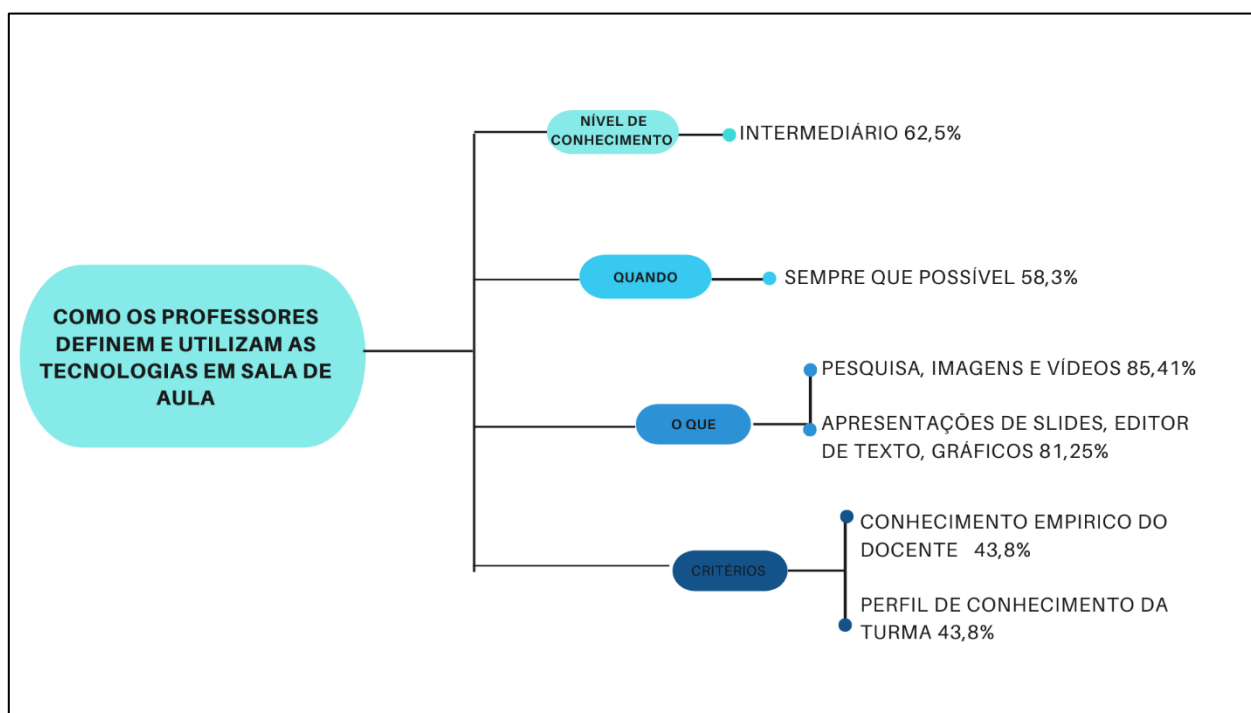 COMO OS PROFESSORES
DEFINEM E UTILIZAM AS
TECNOLOGIAS EM SALA DE
AULA
NÍVEL DE
CONHECIMENTO
INTERMEDIÁRIO 62,5%
QUANDO
SEMPRE QUE POSSÍVEL 58,3%
O QUE
PESQUISA, IMAGENS E VÍDEOS 85,41%
APRESENTAÇÕES DE SLIDES, EDITOR
DE TEXTO, GRÁFICOS 81,25%
CRITÉRIOS
CONHECIMENTO EMPIRICO DO
DOCENTE 43,8%
PERFIL DE CONHECIMENTO DA
TURMA 43,8%